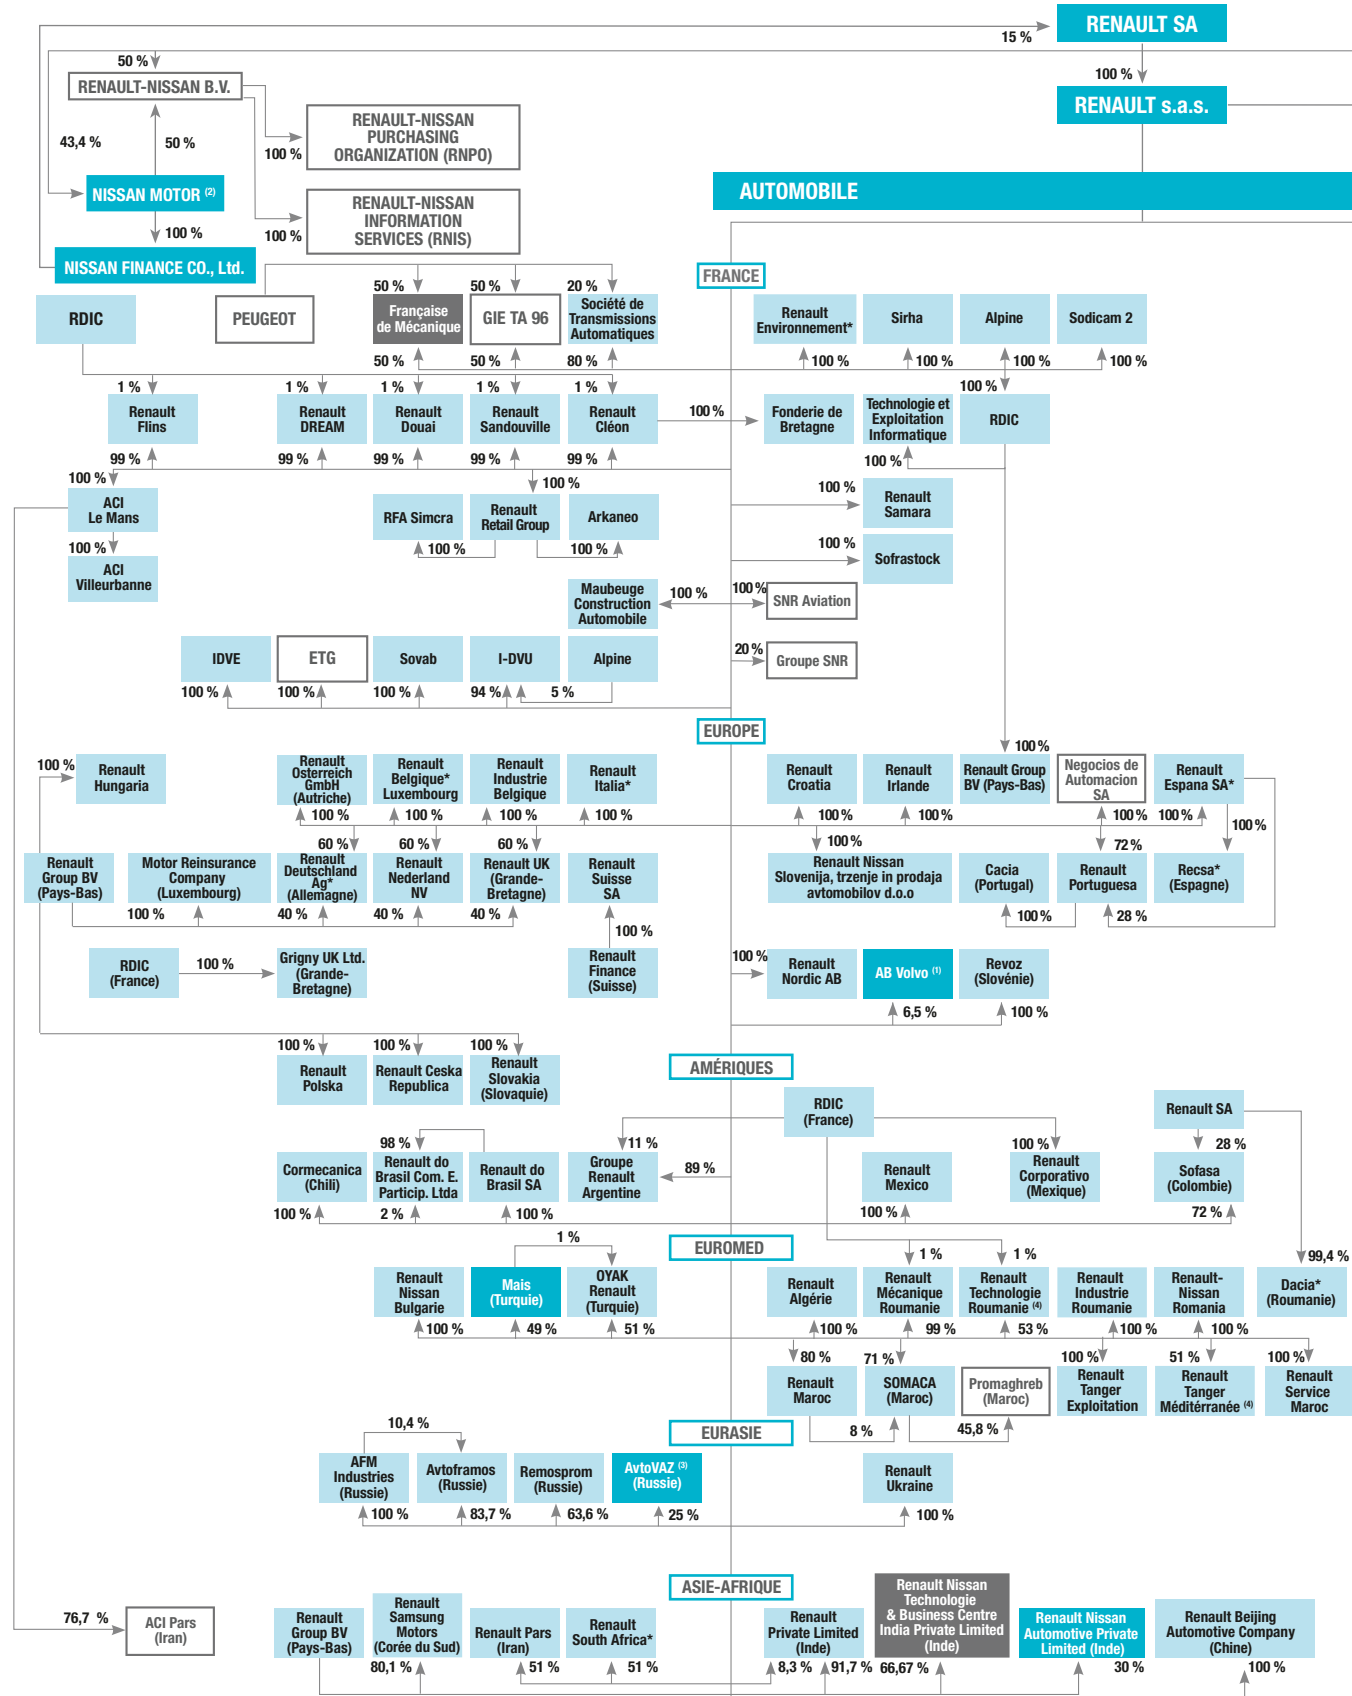 RENAULT SA
15 %
50 %
100 %
RENAULT-NISSAN B.V.
RENAULT s.a.s.
RENAULT-NISSAN
PURCHASING
ORGANIZATION (RNPO)
43,4 %
50 %
100 %
NISSAN MOTOR (2)
AUTOMOBILE
RENAULT-NISSAN
INFORMATION
SERVICES (RNIS)
100 %
100 %
NISSAN FINANCE CO., Ltd.
FRANCE
50 %
50 %
20 %
RDIC
PEUGEOT
Française
de Mécanique
GIE TA 96
Société de
Transmissions
Automatiques
Renault
Environnement*
Sirha
Alpine
Sodicam 2
50 %
50 %
80 %
100 %
100 %
100 %
100 %
1 %
1 %
1 %
1 %
1 %
100 %
Renault
Flins
Renault
DREAM
Renault
Douai
Renault
Sandouville
Renault
Cléon
100 %
Fonderie de
Bretagne
Technologie et
Exploitation
Informatique
RDIC
99 %
99 %
99 %
99 %
99 %
100 %
100 %
100 %
100 %
ACI
Le Mans
RFA Simcra
Renault
Retail Group
Arkaneo
Renault
Samara
100 %
100 %
100 %
100 %
ACI
Villeurbanne
Sofrastock
Maubeuge
Construction
Automobile
100 %
100%
SNR Aviation
IDVE
ETG
Sovab
I-DVU
Alpine
20 %
Groupe SNR
100 %
100 %
100 %
94 %
5 %
EUROPE
100 %
100 %
Renault
Hungaria
Renault
Osterreich
GmbH
(Autriche)
Renault
Belgique*
Luxembourg
Renault
Industrie
Belgique
Renault
Italia*
Renault
Croatia
Renault
Irlande
Renault Group
BV (Pays-Bas)
Negocios de
Automacion
SA
Renault
Espana SA*
100 %
100 %
100 %
100 %
100 %
100 %
100 %
100 %
100 %
60 %
60 %
60 %
100 %
72 %
Renault
Group BV
(Pays-Bas)
Motor Reinsurance
Company
(Luxembourg)
Renault
Deutschland
Ag*
(Allemagne)
Renault
Nederland
NV
Renault UK
(Grande-
Bretagne)
Renault
Suisse
SA
Renault Nissan
Slovenija, trzenje in prodaja
avtomobilov d.o.o
Cacia
(Portugal)
Renault
Portuguesa
Recsa*
(Espagne)
100 %
40 %
40 %
40 %
100 %
28 %
100 %
RDIC
(France)
100 %
Grigny UK Ltd.
(Grande-
Bretagne)
Renault
Finance
(Suisse)
100 %
Renault
Nordic AB
AB Volvo (1)
Revoz
(Slovénie)
6,5 %
100 %
100 %
100 %
100 %
Renault
Polska
Renault Ceska
Republica
Renault
Slovakia
(Slovaquie)
AMÉRIQUES
RDIC
(France)
Renault SA
98 %
11 %
100 %
28 %
Cormecanica
(Chili)
Renault do
Brasil Com. E.
Particip. Ltda
Renault do
Brasil SA
Groupe
Renault
Argentine
89 %
Renault
Mexico
Renault
Corporativo
(Mexique)
Sofasa
(Colombie)
100 %
2 %
100 %
100 %
72 %
1 %
EUROMED
1 %
1 %
99,4 %
Renault
Nissan
Bulgarie
Mais
(Turquie)
OYAK
Renault
(Turquie)
Renault
Algérie
Renault
Mécanique
Roumanie
Renault
Technologie
Roumanie (4)
Renault
Industrie
Roumanie
Renault-
Nissan
Romania
Dacia*
(Roumanie)
100 %
49 %
51 %
100 %
99 %
53 %
100 %
100 %
80 %
71 %
100 %
51 %
100 %
Renault
Maroc
SOMACA
(Maroc)
Promaghreb
(Maroc)
Renault
Tanger
Exploitation
Renault
Tanger
Méditérranée (4)
Renault
Service
Maroc
10,4 %
EURASIE
8 %
45,8 %
AFM
Industries
(Russie)
Avtoframos
(Russie)
Remosprom
(Russie)
AvtoVAZ (3)
(Russie)
Renault
Ukraine
100 %
83,7 %
63,6 %
25 %
100 %
ASIE-AFRIQUE
76,7 %
ACI Pars
(Iran)
Renault
Group BV
(Pays-Bas)
Renault
Samsung
Motors
(Corée du Sud)
Renault Pars
(Iran)
Renault
South Africa*
Renault
Private Limited
(Inde)
Renault Nissan
Technologie
& Business Centre
India Private Limited
(Inde)
Renault Nissan
Automotive Private
Limited (Inde)
Renault Beijing
Automotive Company
(Chine)
80,1 %
51 %
51 %
8,3 %
91,7 %
66,67 %
30 %
100 %